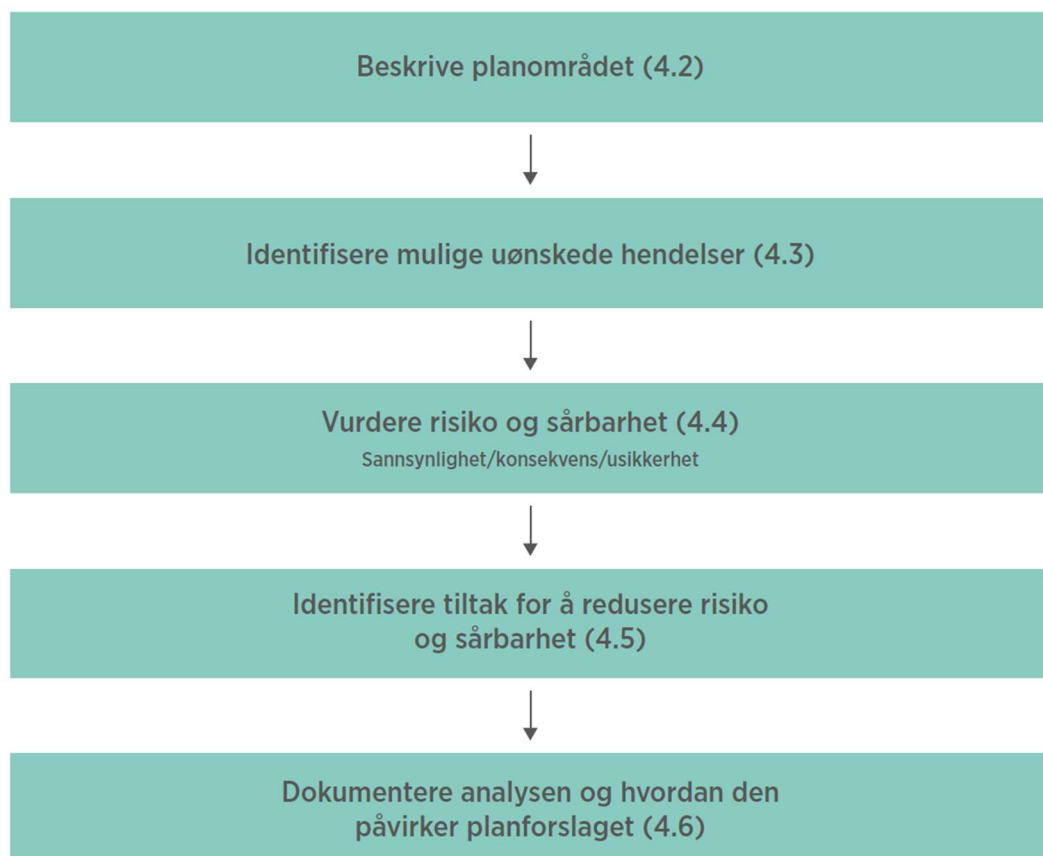 Beskrive planområdet (4.2)
Identifisere mulige uønskede hendelser (4.3)
Vurdere risiko og sårbarhet (4.4)
Sannsynlighet/konsekvens/usikkerhet
Identifisere tiltak for å redusere risiko
og sårbarhet (4.5)
Dokumentere analysen og hvordan den
påvirker planforslaget (4.6)